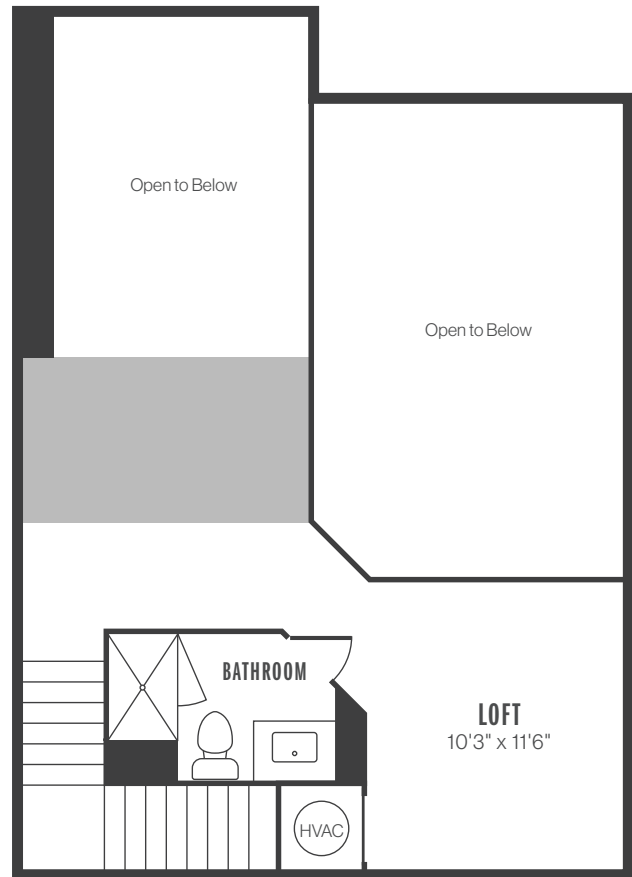 Open to Below
Open to Below
BATHROOM
LOFT
10'3" x 11'6"
HVAC